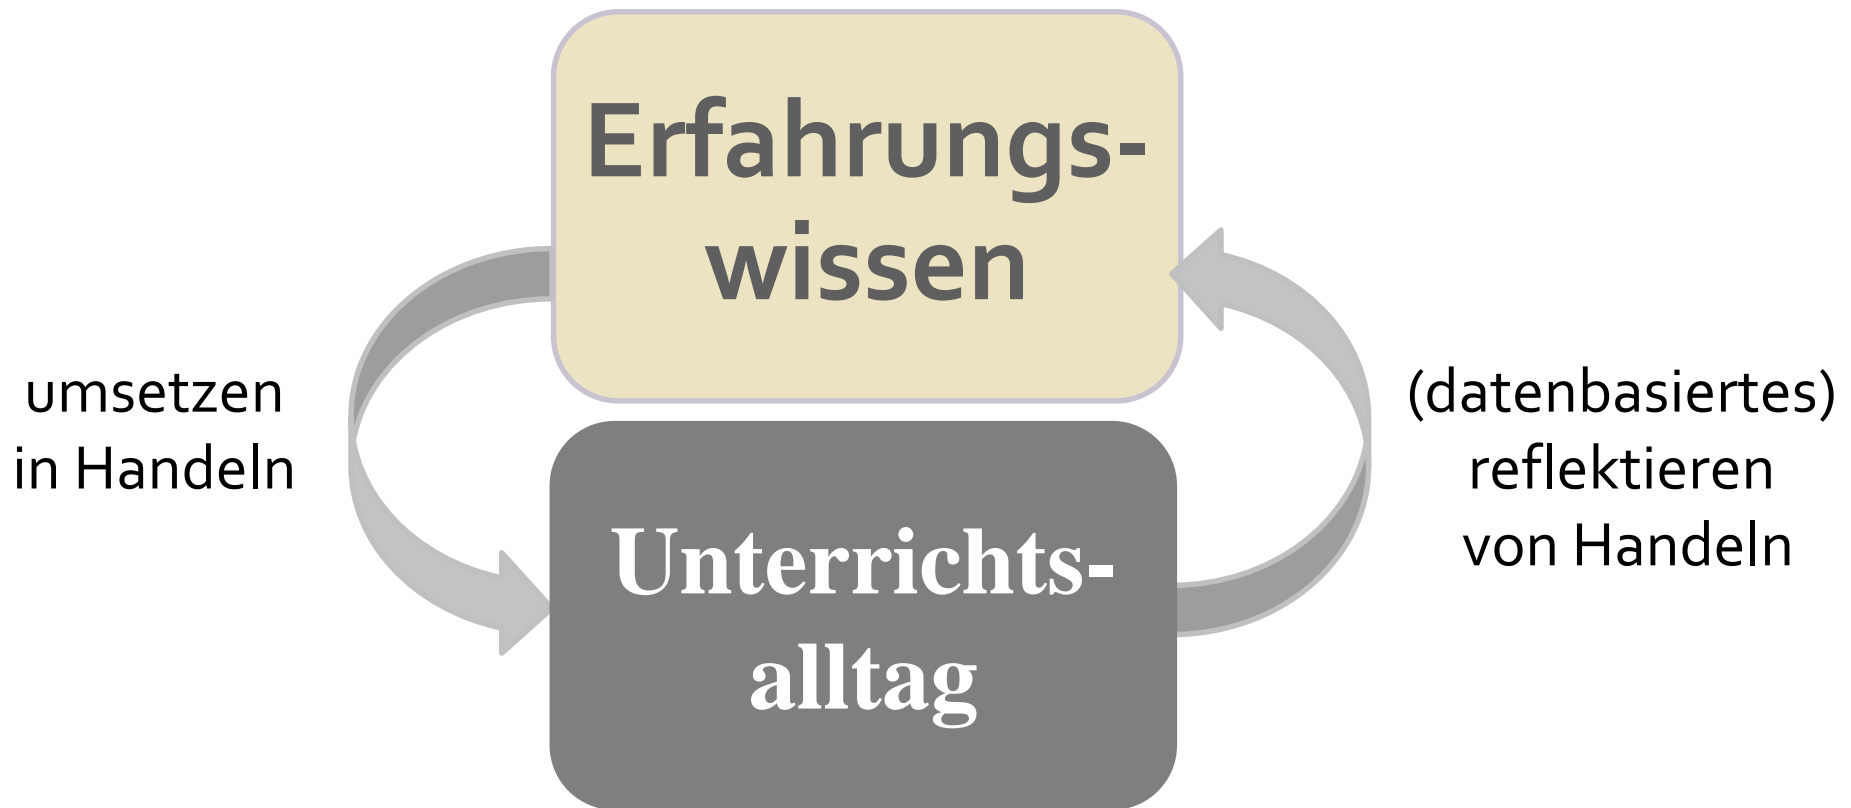 Erfahrungs-
wissen
umsetzen
in Handeln
(datenbasiertes)
reflektieren
von Handeln
Unterrichts-
alltag